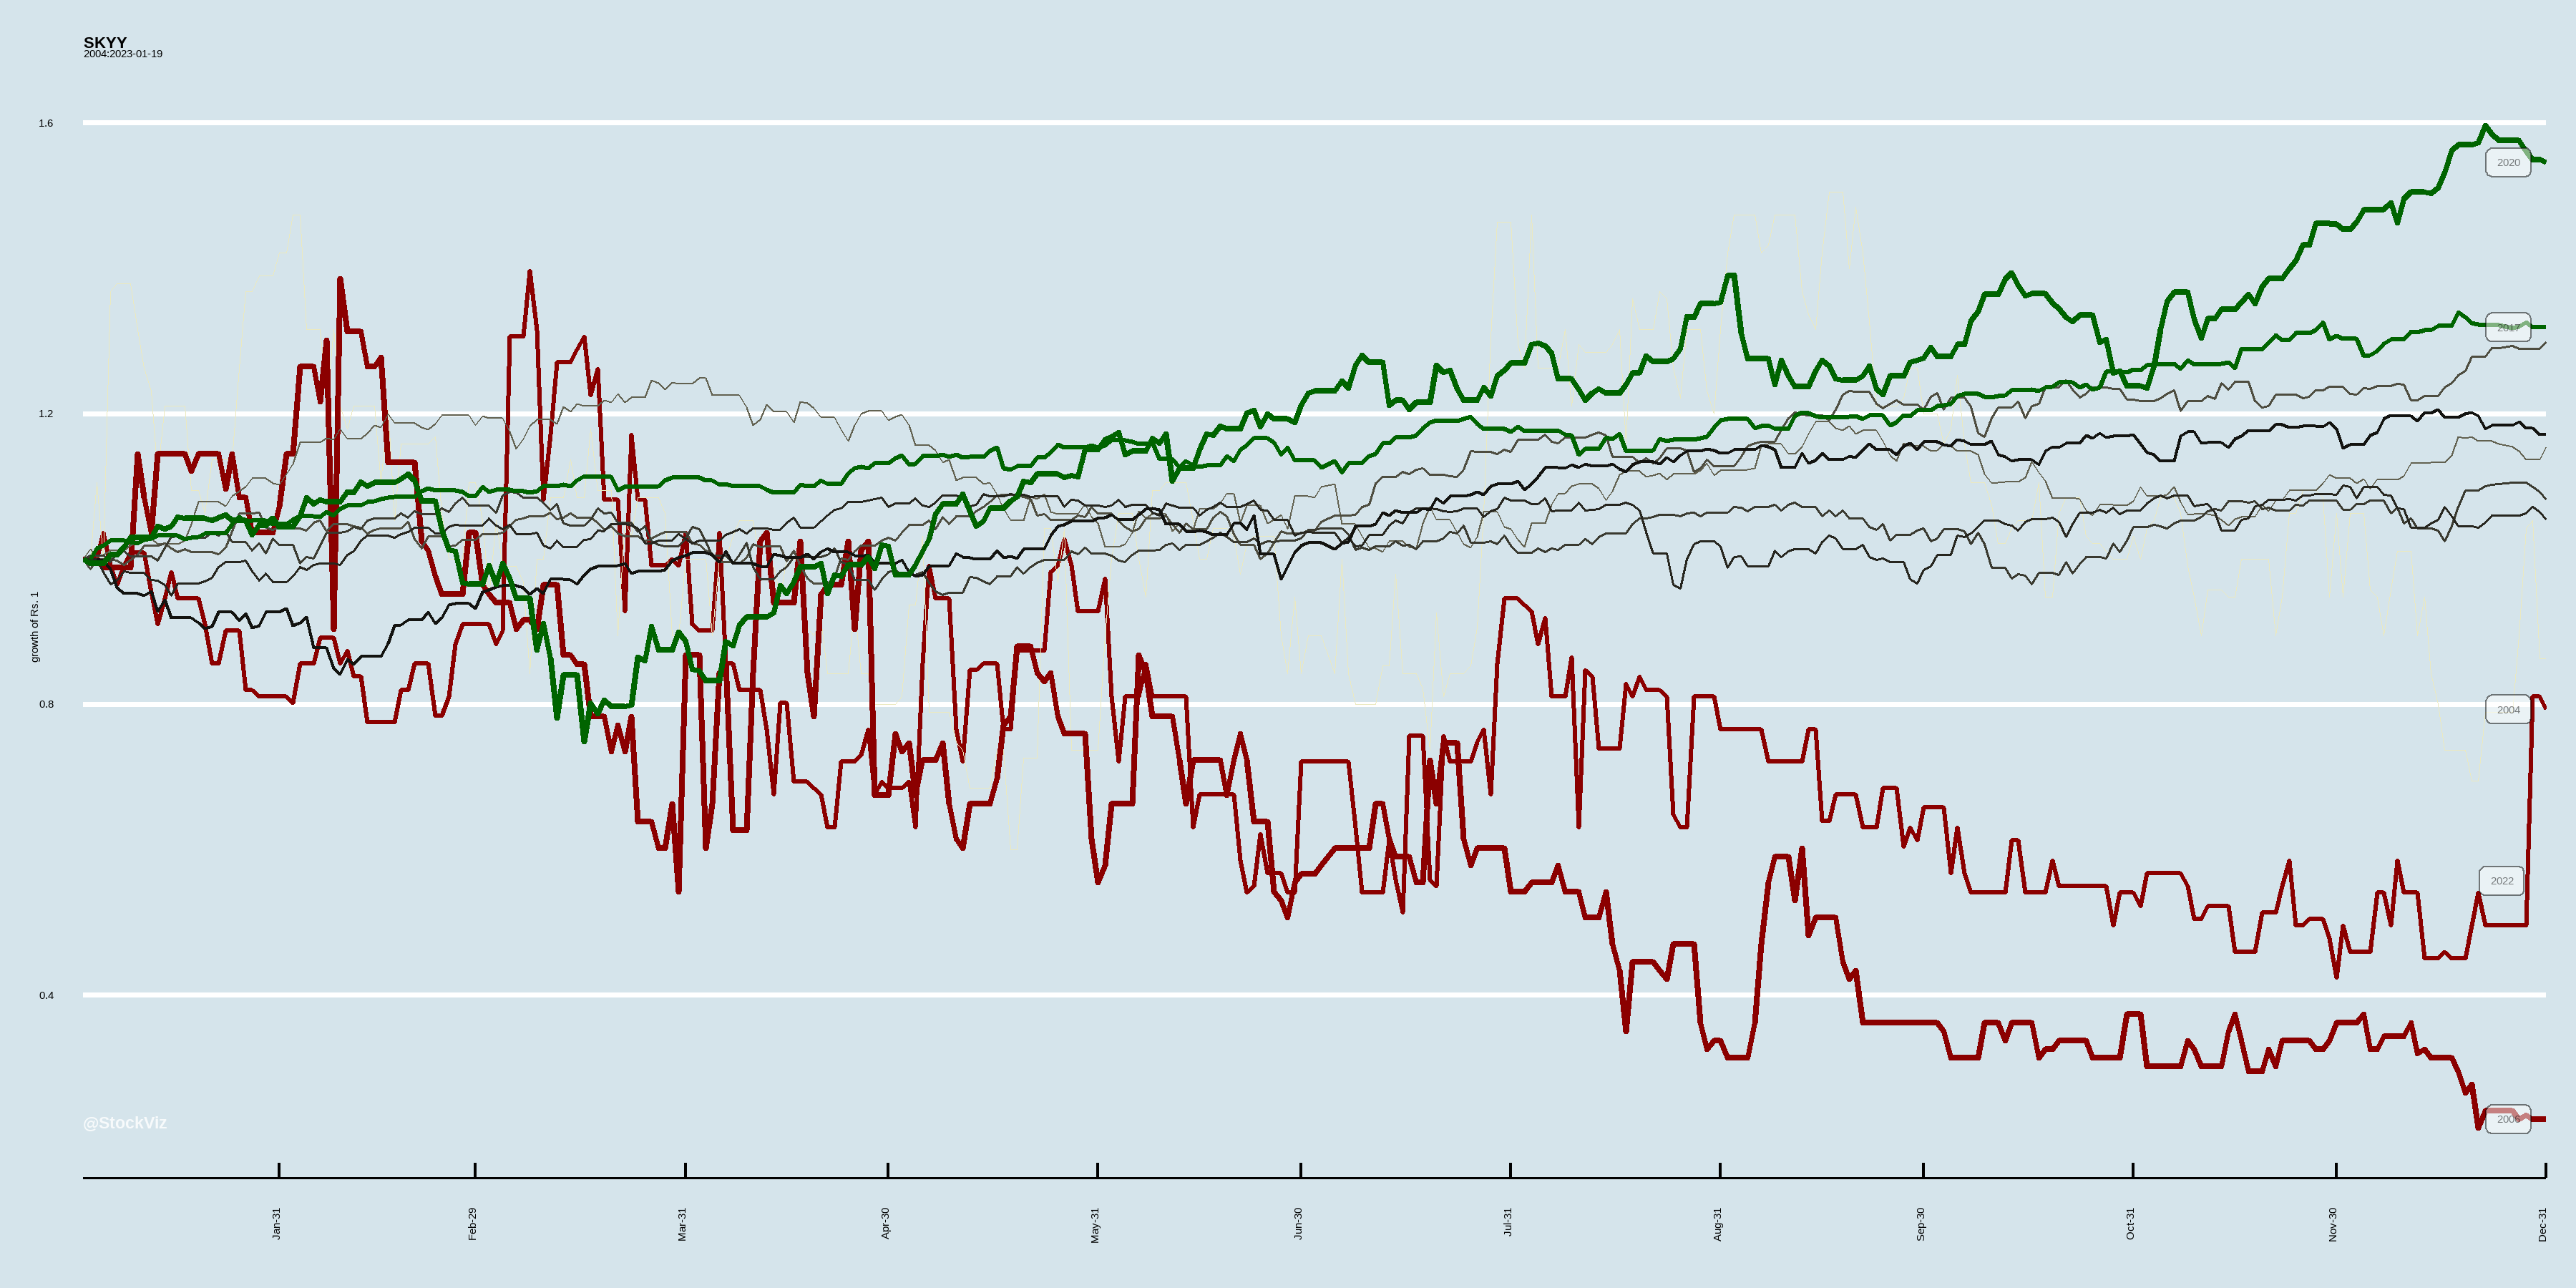 SKYY
2004:2023-01-19
1.6
1.2
0.8
0.4
growth of Rs. 1
2020
2017
2004
2022
@StockViz
Jan-31
Feb-29
Mar-31
Apr-30
May-31
Jun-30
Jul-31
Aug-31
Sep-30
Oct-31
Nov-30
Dec-31